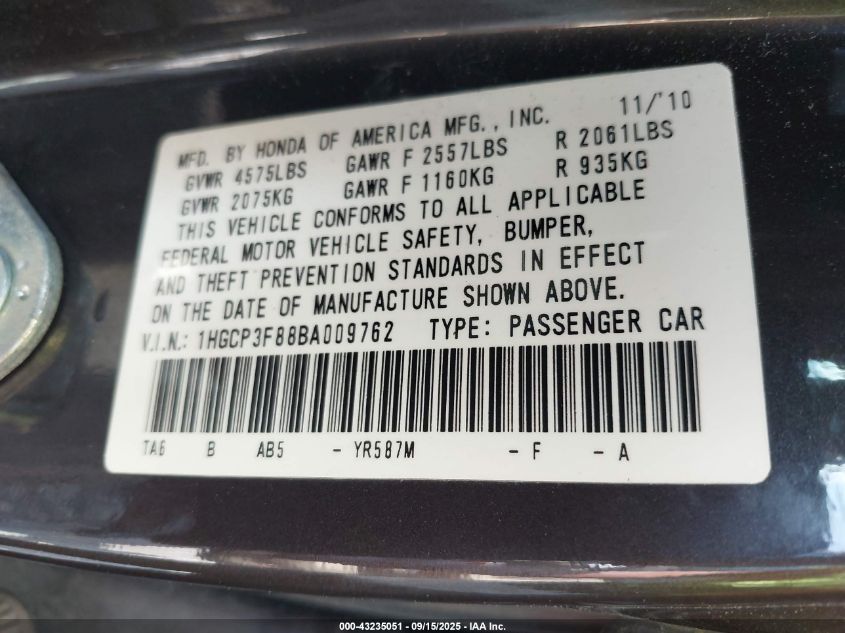 MFD. BY HONDA OF AMERICA MFG., INC. 11/'10
GVWR 4575LBS GAWR F 2557LBS R 2061LBS
GVWR 2075KG GAWR F 1160KG R 935KG
THIS VEHICLE CONFORMS TO ALL APPLICABLE
FEDERAL MOTOR VEHICLE SAFETY, BUMPER,
AND THEFT PREVENTION STANDARDS IN EFFECT
ON THE DATE OF MANUFACTURE SHOWN ABOVE.
V.I.N.: 1HGCP3F88BA009762 TYPE: PASSENGER CAR
TA6 B AB5 - YR587M - F - A
000-43235051 - 09/15/2025 - IAA Inc.